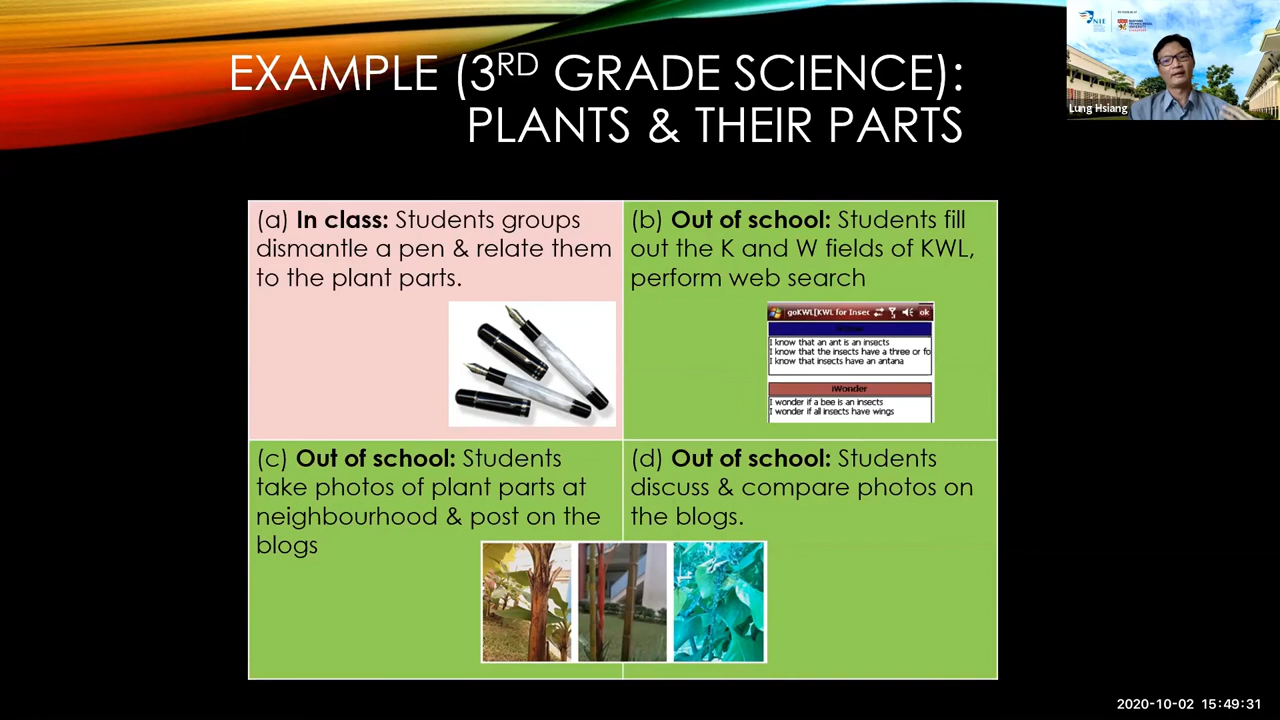 EXAMPLE (3RD GRADE SCIENCE):
PLANTS & THEIR PARTS
NIE
Lung Hsiang
(a) In class: Students groups
dismantle a pen & relate them
to the plant parts.
(b) Out of school: Students fill
out the K and W fields of KWL,
perform web search
goKWL[KWL for Insec
ok
I know that an ant is an insects
I know that the insects have a three or fo
I know that insects have an antana
iWonder
I wonder if a bee is an insects
I wonder if all insects have wings
(c) Out of school: Students
take photos of plant parts at
neighbourhood & post on the
blogs
(d) Out of school: Students
discuss & compare photos on
the blogs.
2020-10-02 15:49:31